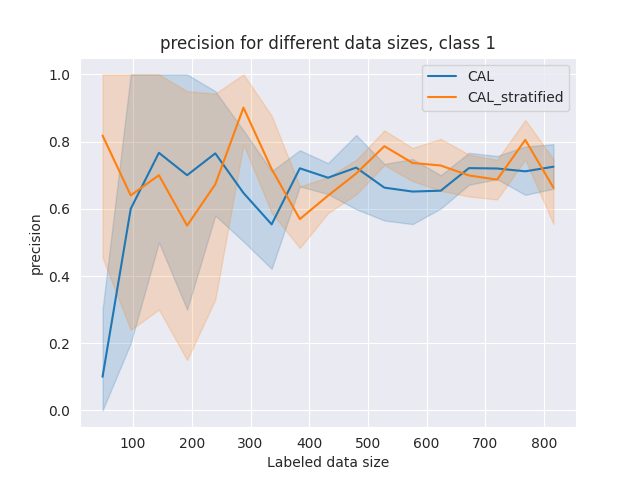 precision for different data sizes, class 1
CAL
CAL_stratified
1.0
0.8
0.6
0.4
0.2
0.0
precision
100 200 300 400 500 600 700 800
Labeled data size